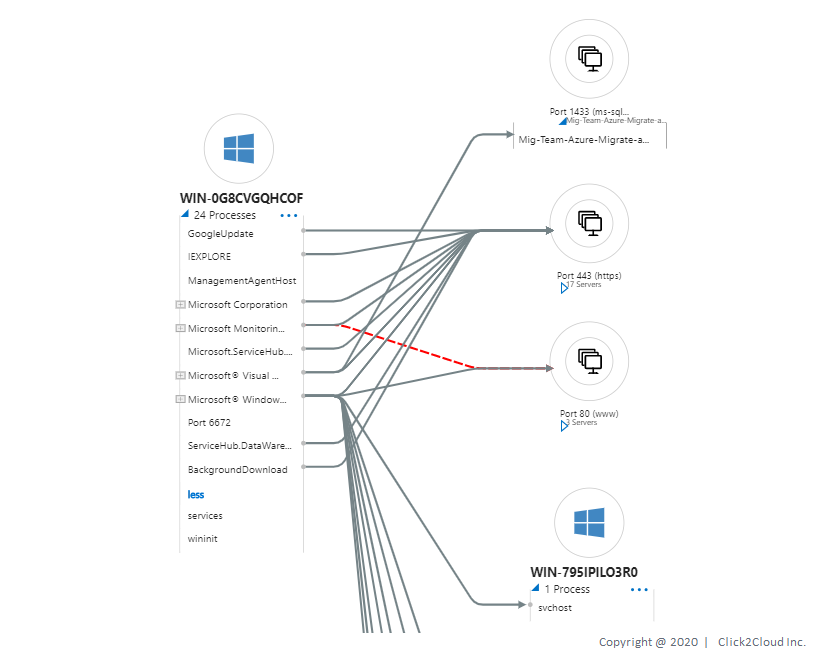 Port 1433 (ms-sql...
Mig-Team-Azure-Migrate-a...
Mig-Team-Azure-Migrate-a...
WIN-0G8CVGQHCOF
24 Processes
GoogleUpdate
IEXPLORE
ManagementAgentHost
Microsoft Corporation
Microsoft Monitorin...
Microsoft.ServiceHub....
Microsoft® Visual ...
Microsoft® Window...
Port 6672
ServiceHub.DataWare...
BackgroundDownload
less
services
wininit
Port 443 (https)
17 Servers
Port 80 (www)
3 Servers
WIN-795IPILO3R0
1 Process
svchost
Copyright @ 2020 | Click2Cloud Inc.